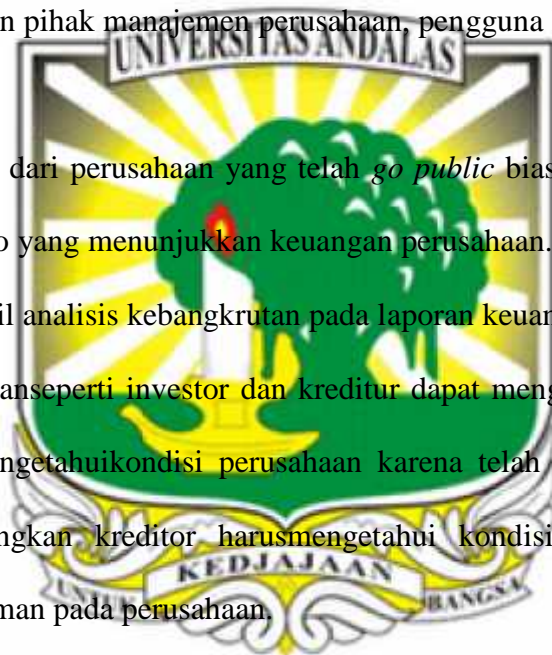 n pihak manajemen perusahaan, pengguna
UNIVERSITAS ANDALAS
dari perusahaan yang telah go public bias
o yang menunjukkan keuangan perusahaan.
il analisis kebangkrutan pada laporan keuan
anseperti investor dan kreditur dapat meng
ngetahuikondisi perusahaan karena telah
ngkan kreditor harusmengetahui kondisi
KEDJAJAAN
UNTUK BANGSA
man pada perusahaan.